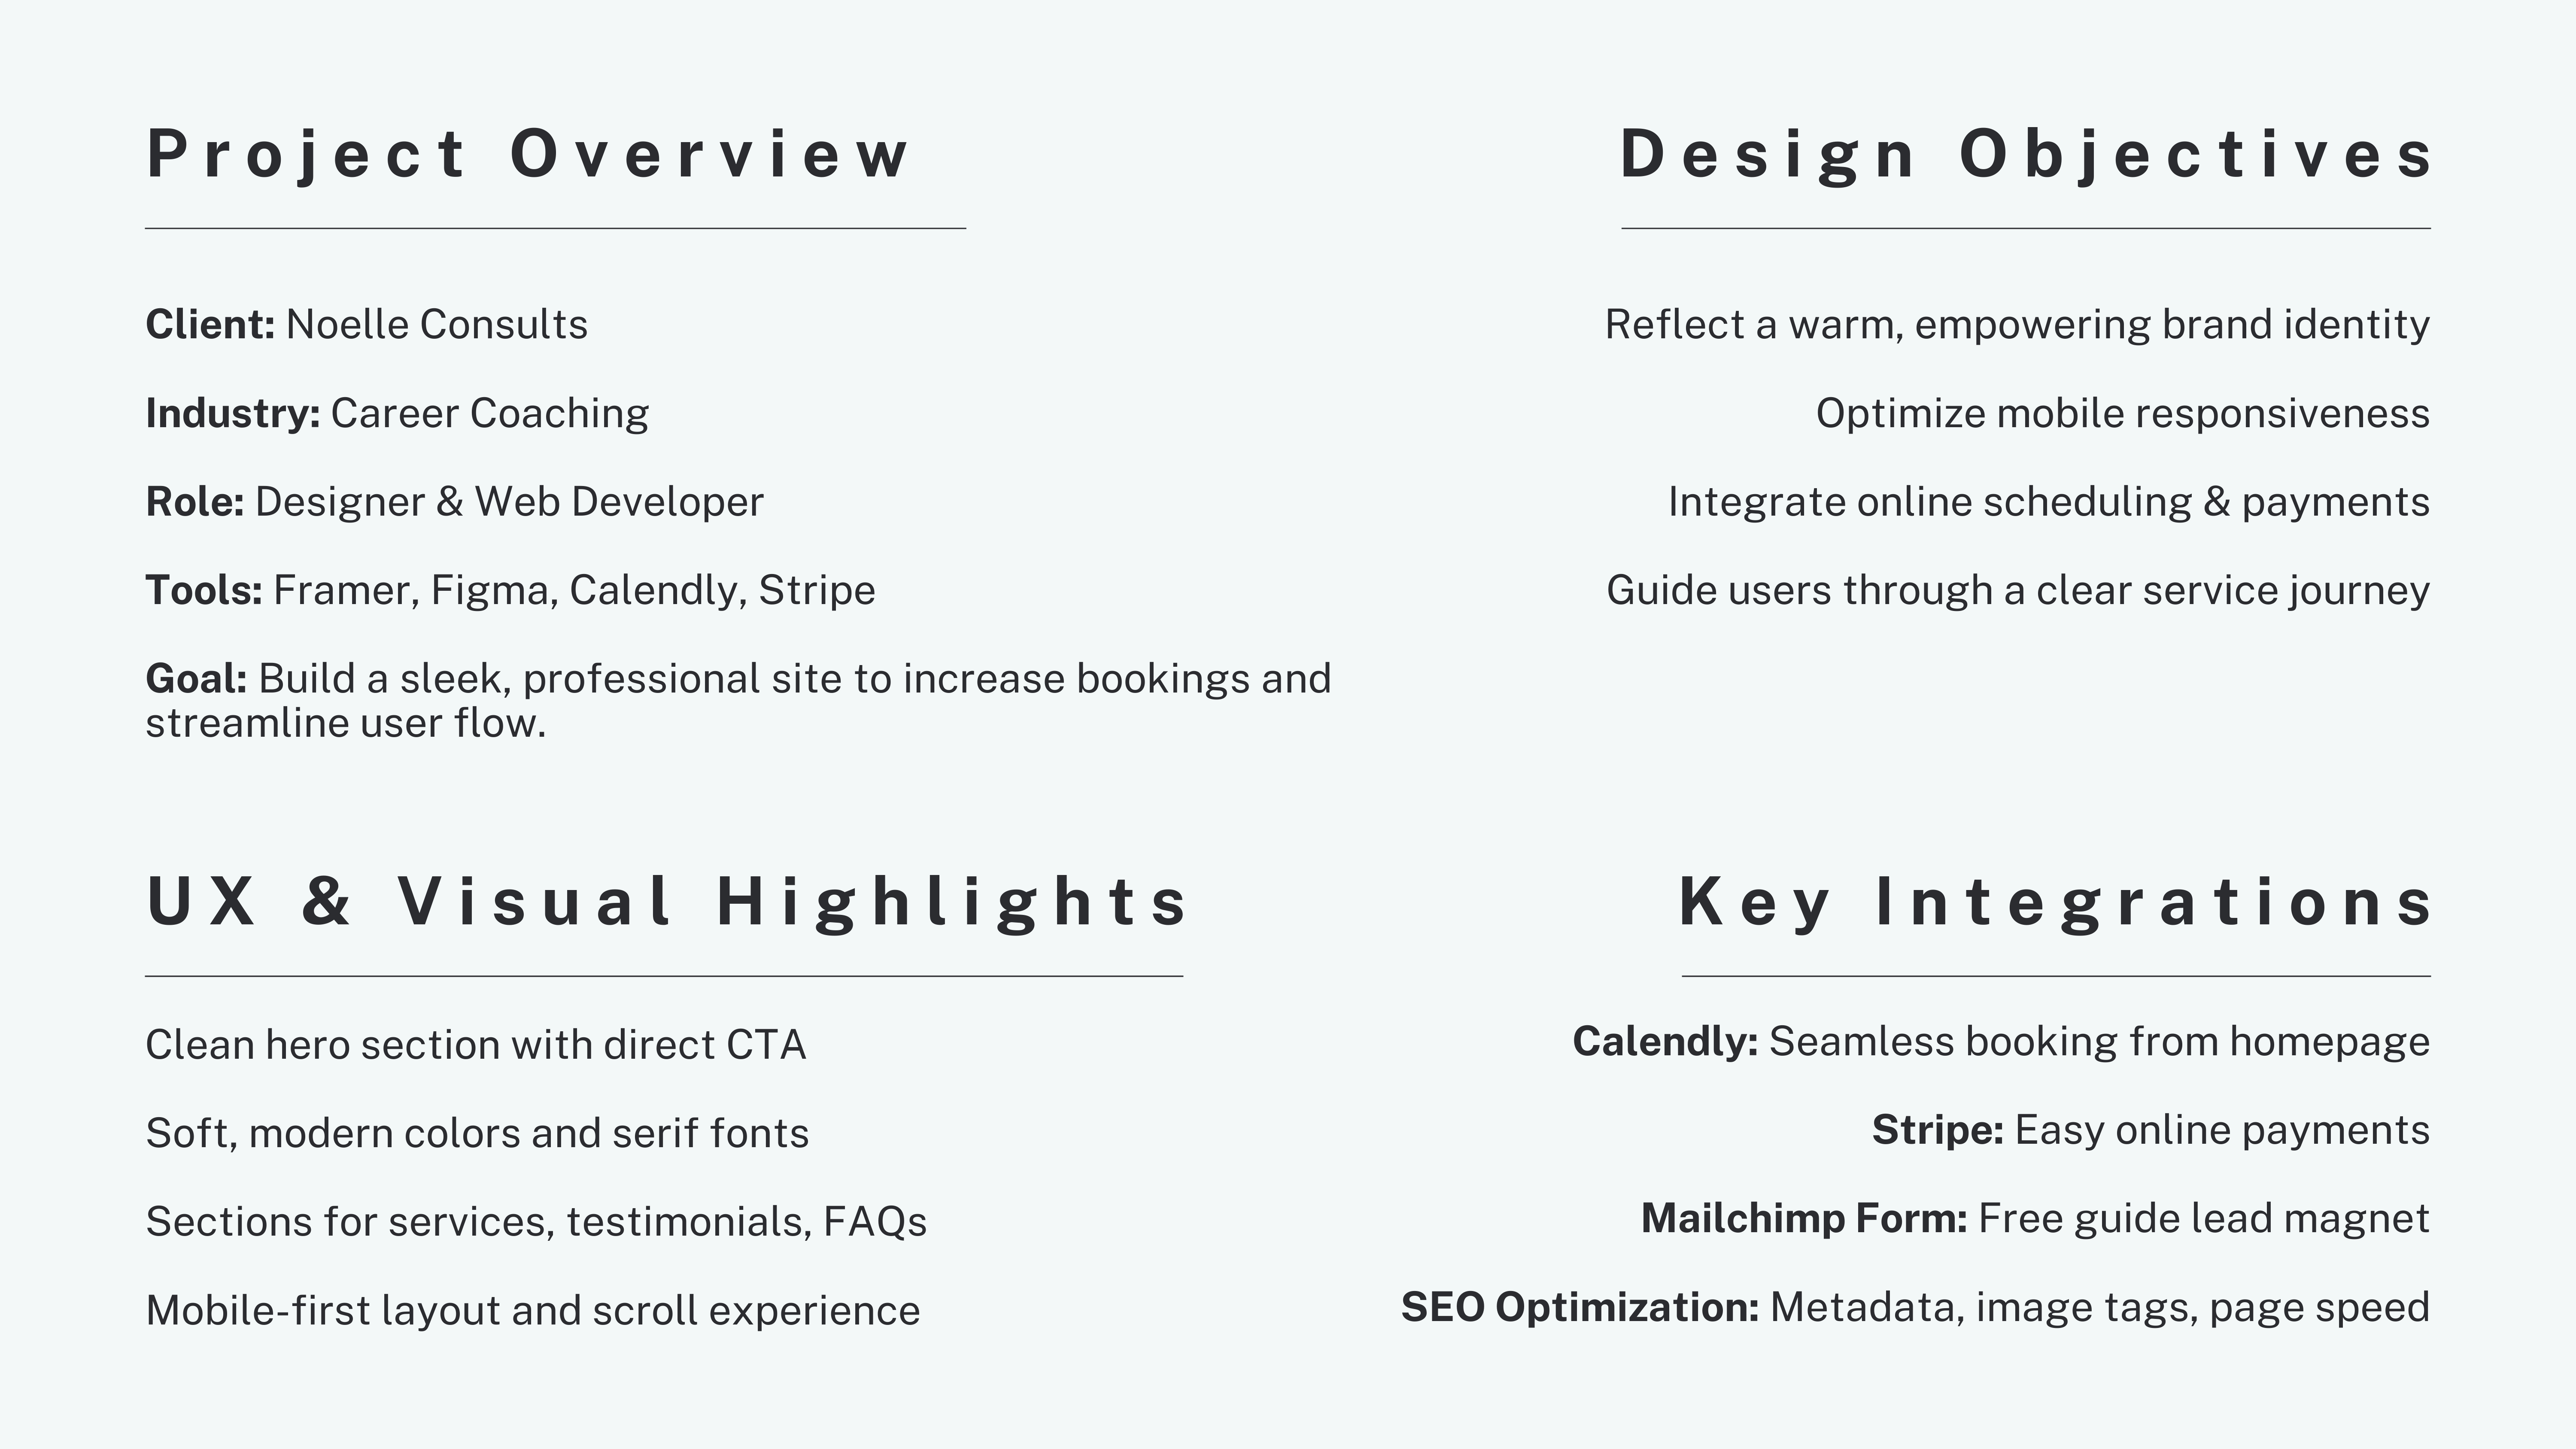 Project Overview
Client: Noelle Consults
Industry: Career Coaching
Role: Designer & Web Developer
Tools: Framer, Figma, Calendly, Stripe
Goal: Build a sleek, professional site to increase bookings and
streamline user flow.
Design Objectives
Reflect a warm, empowering brand identity
Optimize mobile responsiveness
Integrate online scheduling & payments
Guide users through a clear service journey
UX & Visual Highlights
Clean hero section with direct CTA
Soft, modern colors and serif fonts
Sections for services, testimonials, FAQs
Mobile-first layout and scroll experience
Key Integrations
Calendly: Seamless booking from homepage
Stripe: Easy online payments
Mailchimp Form: Free guide lead magnet
SEO Optimization: Metadata, image tags, page speed